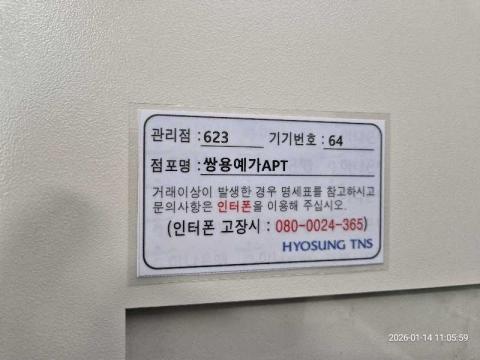 관리점 : 623 기기번호 : 64
점포명 : 쌍용예가APT
거래이상이 발생한 경우 명세표를 참고하시고
문의사항은 인터폰을 이용해 주십시오.
(인터폰 고장시 : 080-0024-365)
HYOSUNG TNS
2026-01-14 11:05:59